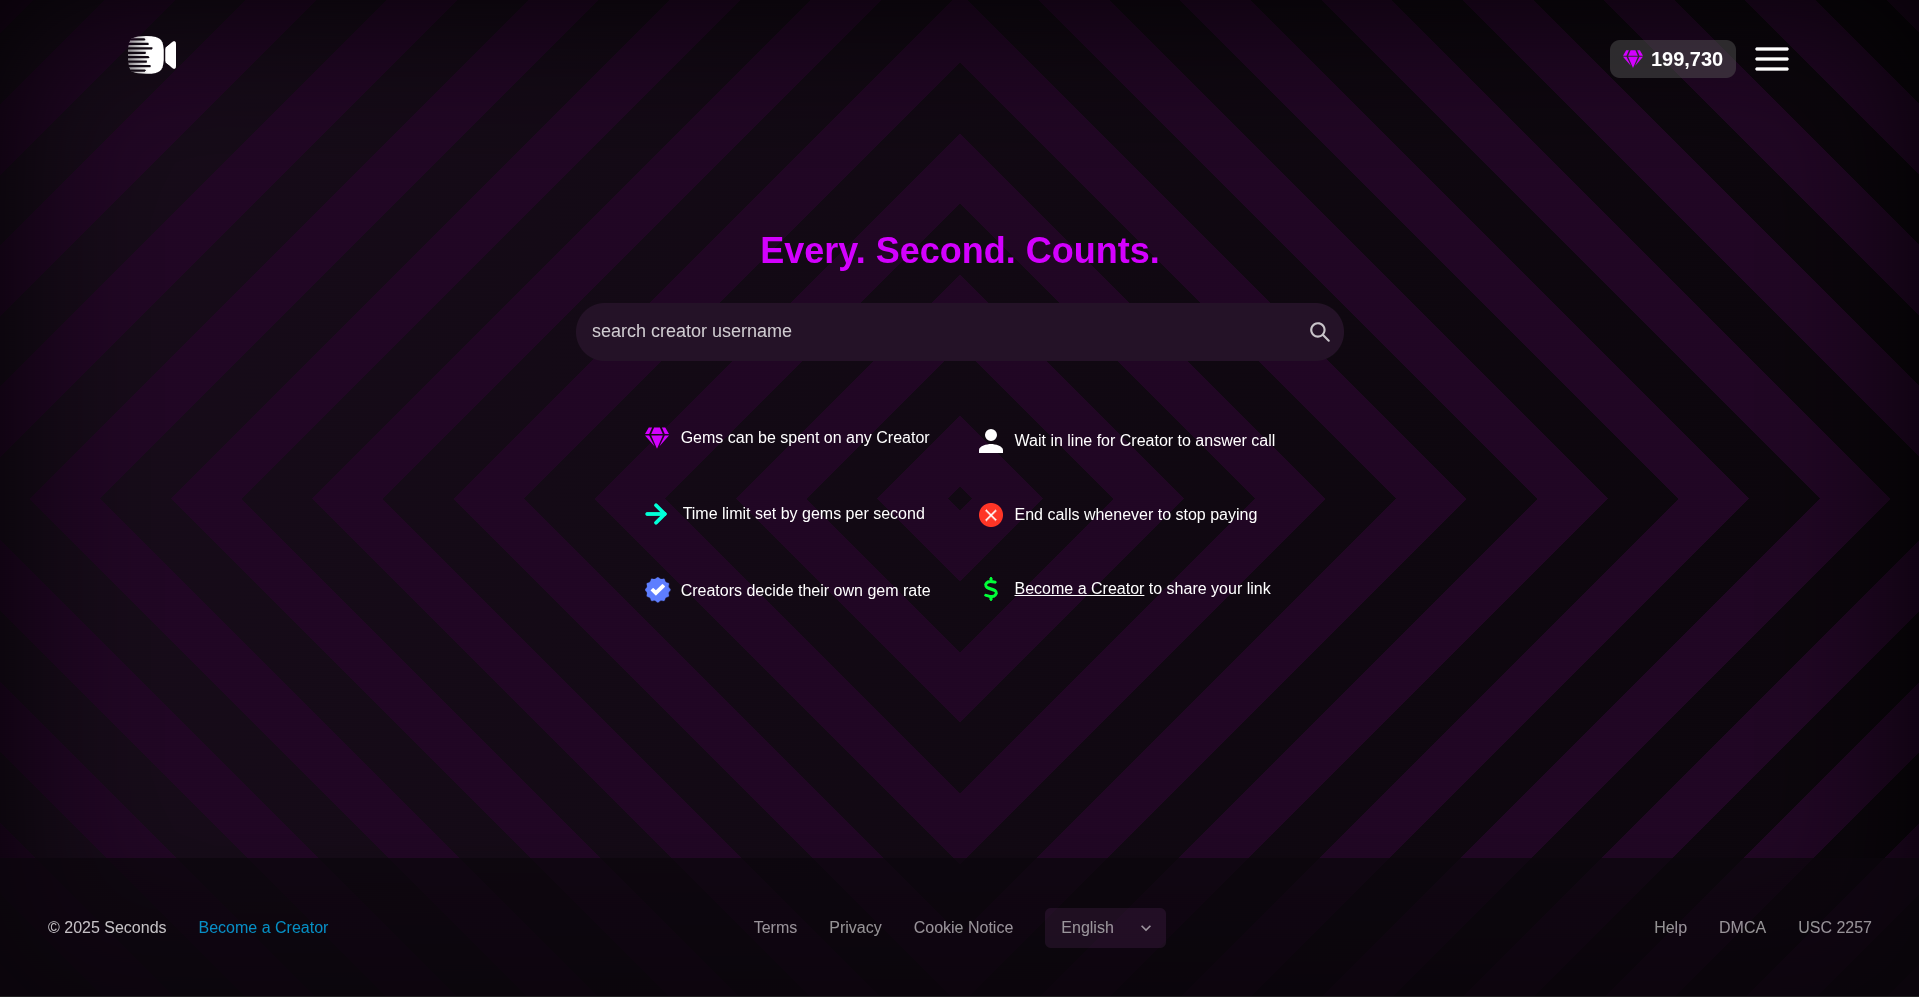 199,730
Every. Second. Counts.
search creator username
Gems can be spent on any Creator
Wait in line for Creator to answer call
Time limit set by gems per second
End calls whenever to stop paying
Creators decide their own gem rate
Become a Creator to share your link
© 2025 Seconds
Become a Creator
Terms
Privacy
Cookie Notice
English
Help
DMCA
USC 2257